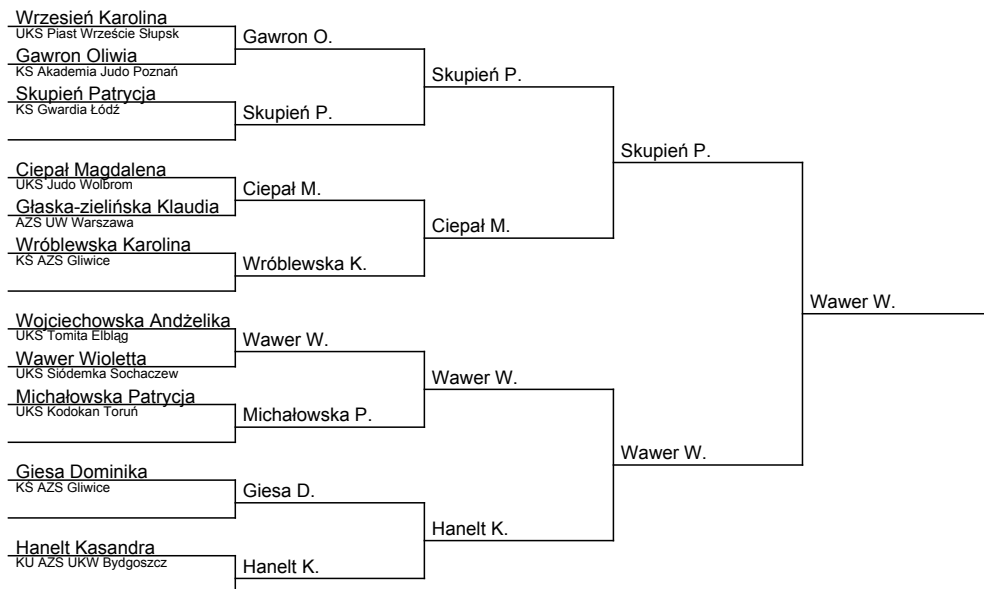 Wrzesień Karolina
UKS Piast Wrzeście Słupsk
Gawron Oliwia
KS Akademia Judo Poznań
Skupień Patrycja
KS Gwardia Łódź
Ciepał Magdalena
UKS Judo Wolbrom
Głaska-zielińska Klaudia
AZS UW Warszawa
Wróblewska Karolina
KS AZS Gliwice
Wojciechowska Andżelika
UKS Tomita Elbląg
Wawer Wioletta
UKS Siódemka Sochaczew
Michałowska Patrycja
UKS Kodokan Toruń
Giesa Dominika
KS AZS Gliwice
Hanelt Kasandra
KU AZS UKW Bydgoszcz
Gawron O.
Skupień P.
Ciepał M.
Wróblewska K.
Wawer W.
Michałowska P.
Giesa D.
Hanelt K.
Skupień P.
Ciepał M.
Wawer W.
Hanelt K.
Skupień P.
Wawer W.
Wawer W.